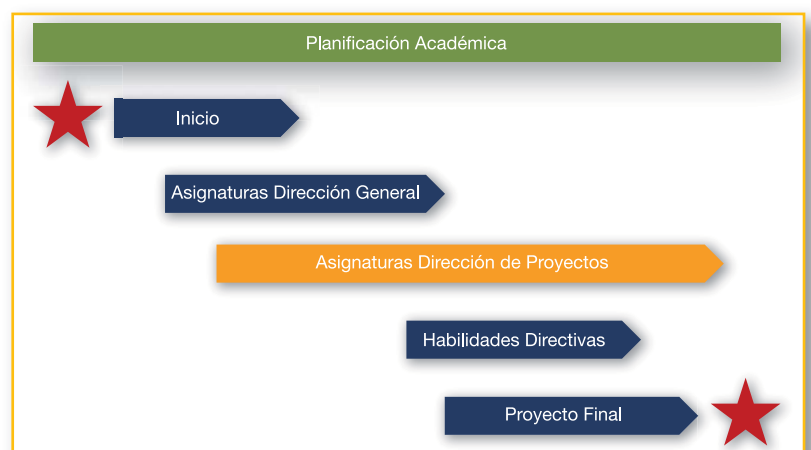 Planificación Académica
Inicio
Asignaturas Dirección General
Asignaturas Dirección de Proyectos
Habilidades Directivas
Proyecto Final